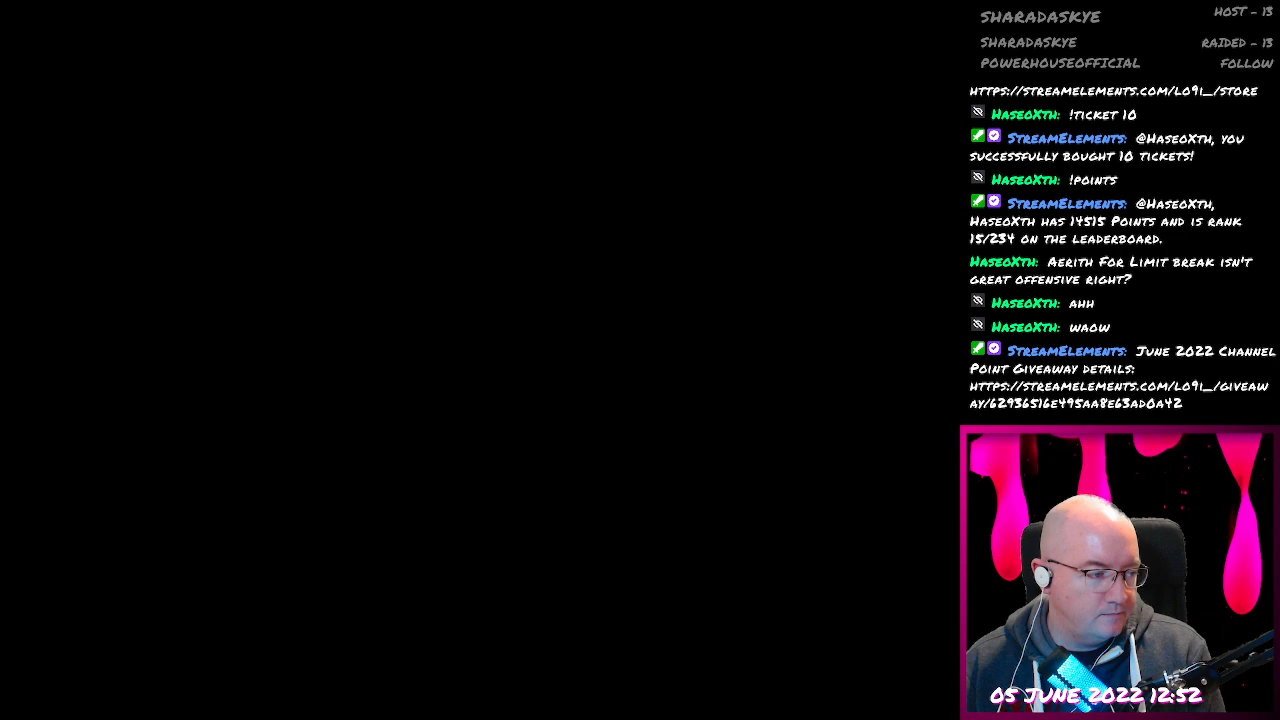 SHARADASKYE HOST - 13
SHARADASKYE RAIDED - 13
POWERHOUSEOFFICIAL FOLLOW
HTTPS://STREAMELEMENTS.COM/LO9I_/STORE
HASEOXTH: !TICKET 10
STREAMELEMENTS: @HASEOXTH, YOU
SUCCESSFULLY BOUGHT 10 TICKETS!
HASEOXTH: !POINTS
STREAMELEMENTS: @HASEOXTH,
HASEOXTH HAS 14515 POINTS AND IS RANK
15/234 ON THE LEADERBOARD.
HASEOXTH: AERITH FOR LIMIT BREAK ISN'T
GREAT OFFENSIVE RIGHT?
HASEOXTH: AHH
HASEOXTH: WAOW
STREAMELEMENTS: JUNE 2022 CHANNEL
POINT GIVEAWAY DETAILS:
HTTPS://STREAMELEMENTS.COM/LO9I_/GIVEAW
AY/62936516E495AA8E63AD0A42
05 JUNE 2022 12:52